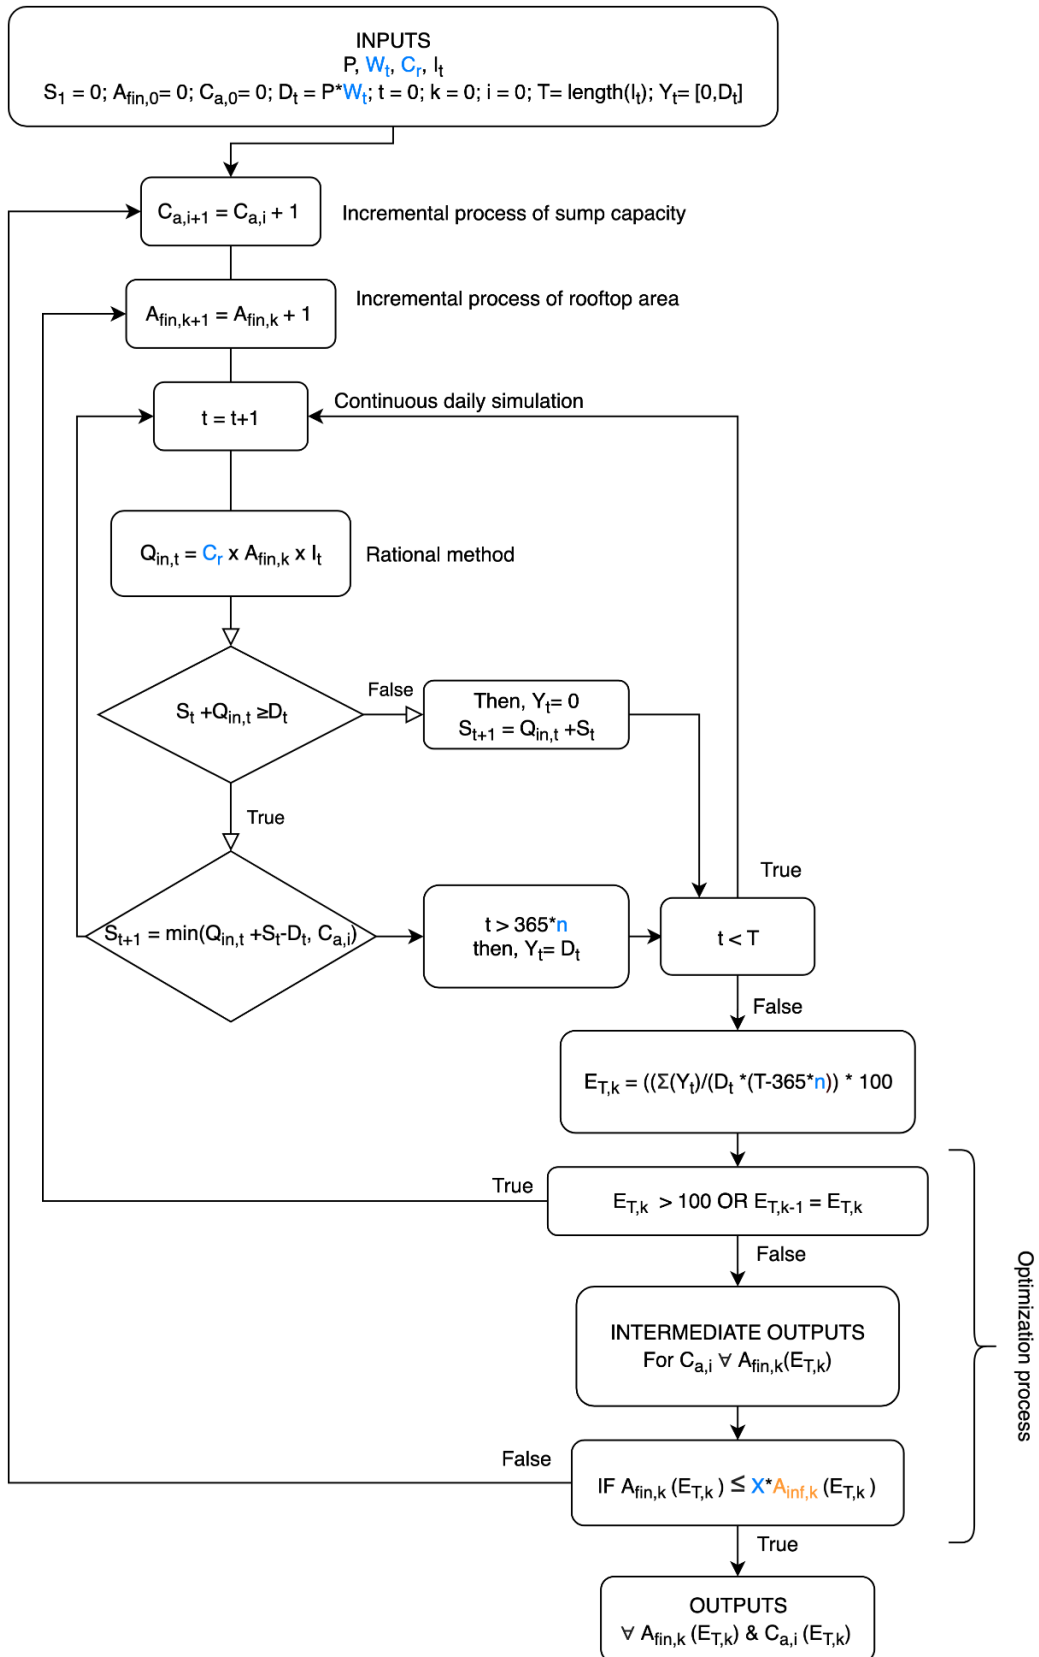 INPUTS
P, Wt, Cr, It
S1 = 0; Afin,0= 0; Ca,0= 0; Dt = P*Wt; t = 0; k = 0; i = 0; T= length(It); Yt= [0,Dt]
Ca,i+1 = Ca,i + 1
Incremental process of sump capacity
Afin,k+1 = Afin,k + 1
Incremental process of rooftop area
t = t+1
Continuous daily simulation
Qin,t = Cr x Afin,k x It
Rational method
St +Qin,t ≥Dt
False
Then, Yt= 0
St+1 = Qin,t +St
True
St+1 = min(Qin,t +St-Dt, Ca,i)
t > 365*n
then, Yt= Dt
True
t < T
False
ET,k = ((Σ(Yt)/(Dt *(T-365*n)) * 100
True
ET,k > 100 OR ET,k-1 = ET,k
False
INTERMEDIATE OUTPUTS
For Ca,i ∀ Afin,k(ET,k)
Optimization process
False
IF Afin,k (ET,k ) ≤ X*Ainf,k (ET,k )
True
OUTPUTS
∀ Afin,k (ET,k) & Ca,i (ET,k)